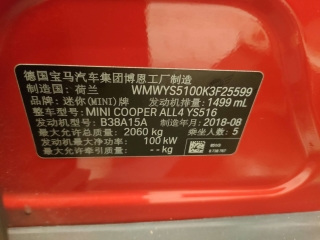 德国宝马汽车集团博恩工厂制造
制造国：荷兰 WMWYS5100K3F25599
品牌：迷你(MINI)牌 发动机排量：1499 mL
整车型号：MINI COOPER ALL4 YS516
发动机型号：B38A15A 制造年月：2018-08
最大允许总质量：2060 kg 乘坐人数：5
发动机最大净功率：100 kW
最大允许牵引质量：-- kg